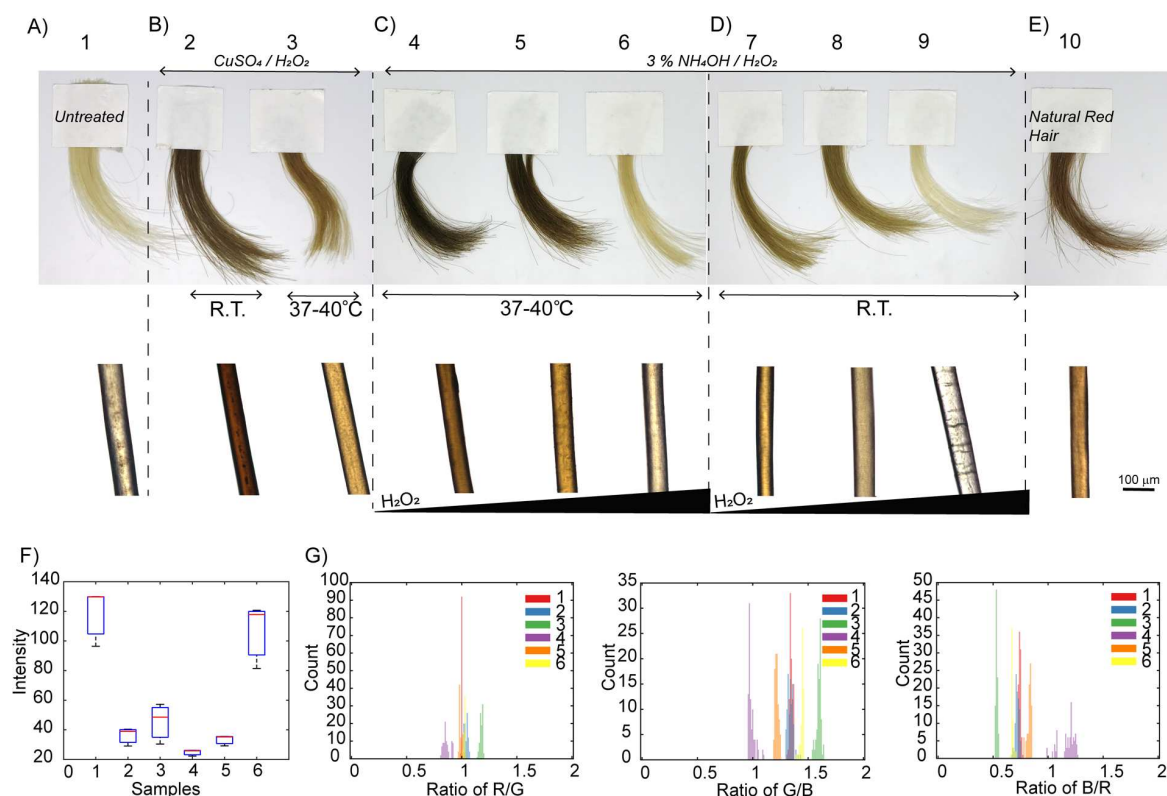 A) B) C) D) E)
1 2 3 4 5 6 7 8 9 10
CuSO₄ / H₂O₂
3 % NH₄OH / H₂O₂
Untreated
Natural Red
Hair
R.T.
37-40°C
37-40°C
R.T.
H₂O₂
H₂O₂
100 μm
F)
140
120
100
80
60
40
20
0 1 2 3 4 5 6
Intensity
Samples
G)
100
90
80
70
60
50
40
30
20
10
0
0 0.5 1 1.5 2
Count
Ratio of R/G
1
2
3
4
5
6
35
30
25
20
15
10
5
0
0 0.5 1 1.5 2
Count
Ratio of G/B
1
2
3
4
5
6
50
40
30
20
10
0
0 0.5 1 1.5 2
Count
Ratio of B/R
1
2
3
4
5
6